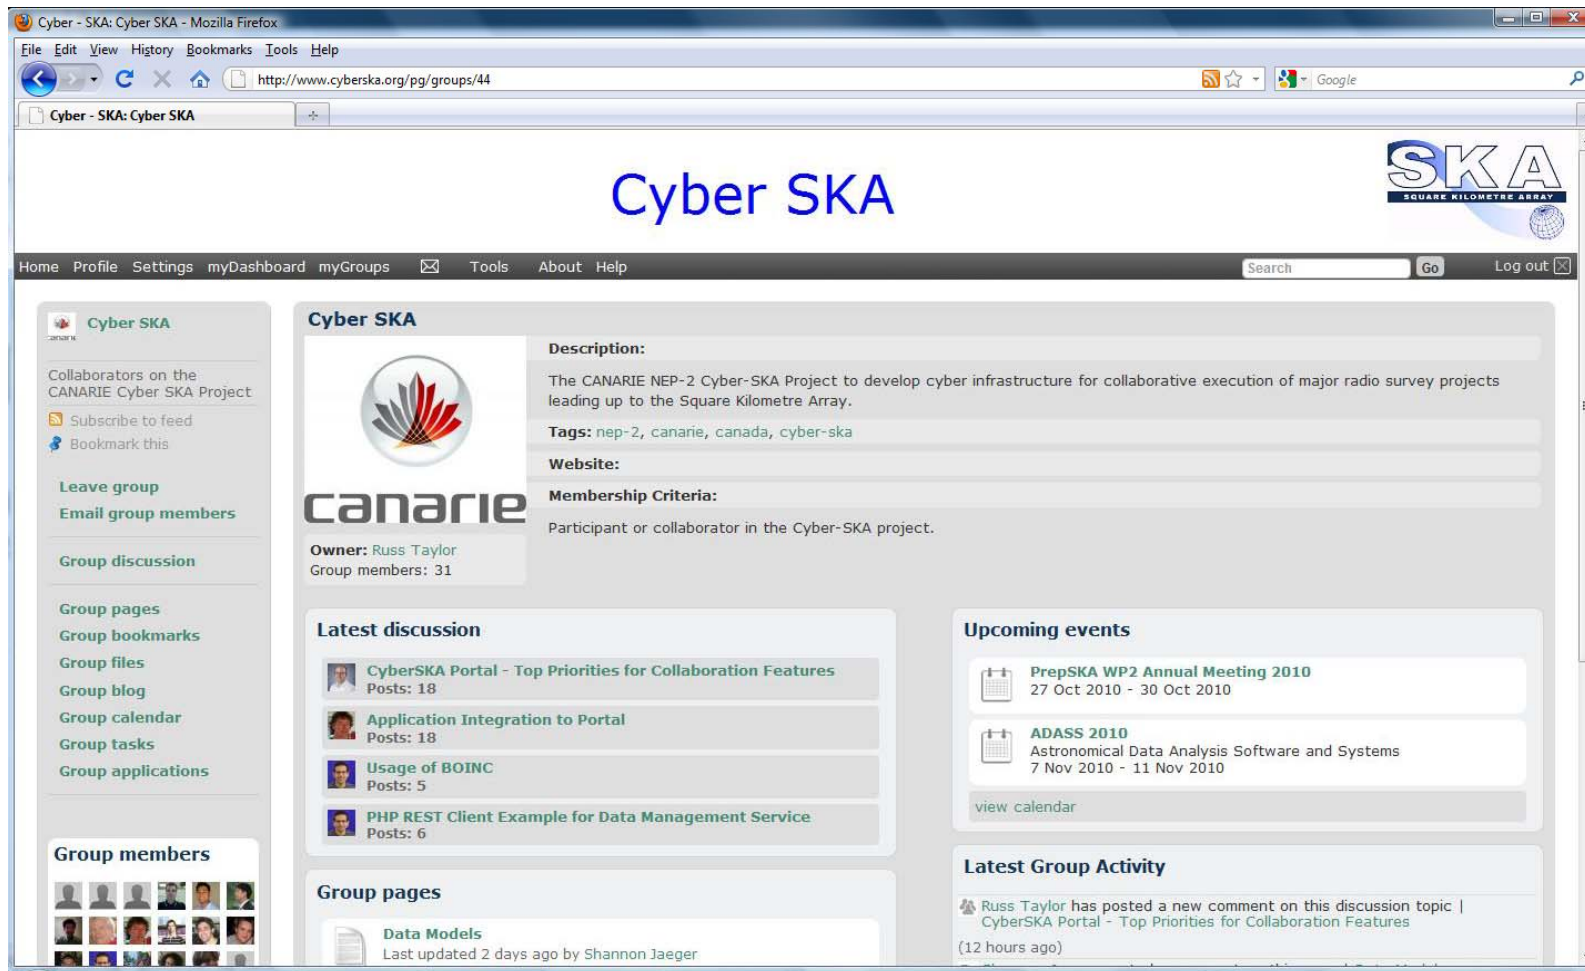 Cyber - SKA: Cyber SKA - Mozilla Firefox
File Edit View History Bookmarks Tools Help
http://www.cyberska.org/pg/groups/44
Google
Cyber - SKA: Cyber SKA
Cyber SKA
SKA
SQUARE KILOMETRE ARRAY
Home Profile Settings myDashboard myGroups Tools About Help
Search Go Log out
Cyber SKA
canarie
Collaborators on the
CANARIE Cyber SKA Project
Subscribe to feed
Bookmark this
Leave group
Email group members
Group discussion
Group pages
Group bookmarks
Group files
Group blog
Group calendar
Group tasks
Group applications
Group members
Cyber SKA
canarie
Owner: Russ Taylor
Group members: 31
Description:
The CANARIE NEP-2 Cyber-SKA Project to develop cyber infrastructure for collaborative execution of major radio survey projects
leading up to the Square Kilometre Array.
Tags: nep-2, canarie, canada, cyber-ska
Website:
Membership Criteria:
Participant or collaborator in the Cyber-SKA project.
Latest discussion
CyberSKA Portal - Top Priorities for Collaboration Features
Posts: 18
Application Integration to Portal
Posts: 18
Usage of BOINC
Posts: 5
PHP REST Client Example for Data Management Service
Posts: 6
Group pages
Data Models
Last updated 2 days ago by Shannon Jaeger
Upcoming events
PrepSKA WP2 Annual Meeting 2010
27 Oct 2010 - 30 Oct 2010
ADASS 2010
Astronomical Data Analysis Software and Systems
7 Nov 2010 - 11 Nov 2010
view calendar
Latest Group Activity
Russ Taylor has posted a new comment on this discussion topic |
CyberSKA Portal - Top Priorities for Collaboration Features
(12 hours ago)